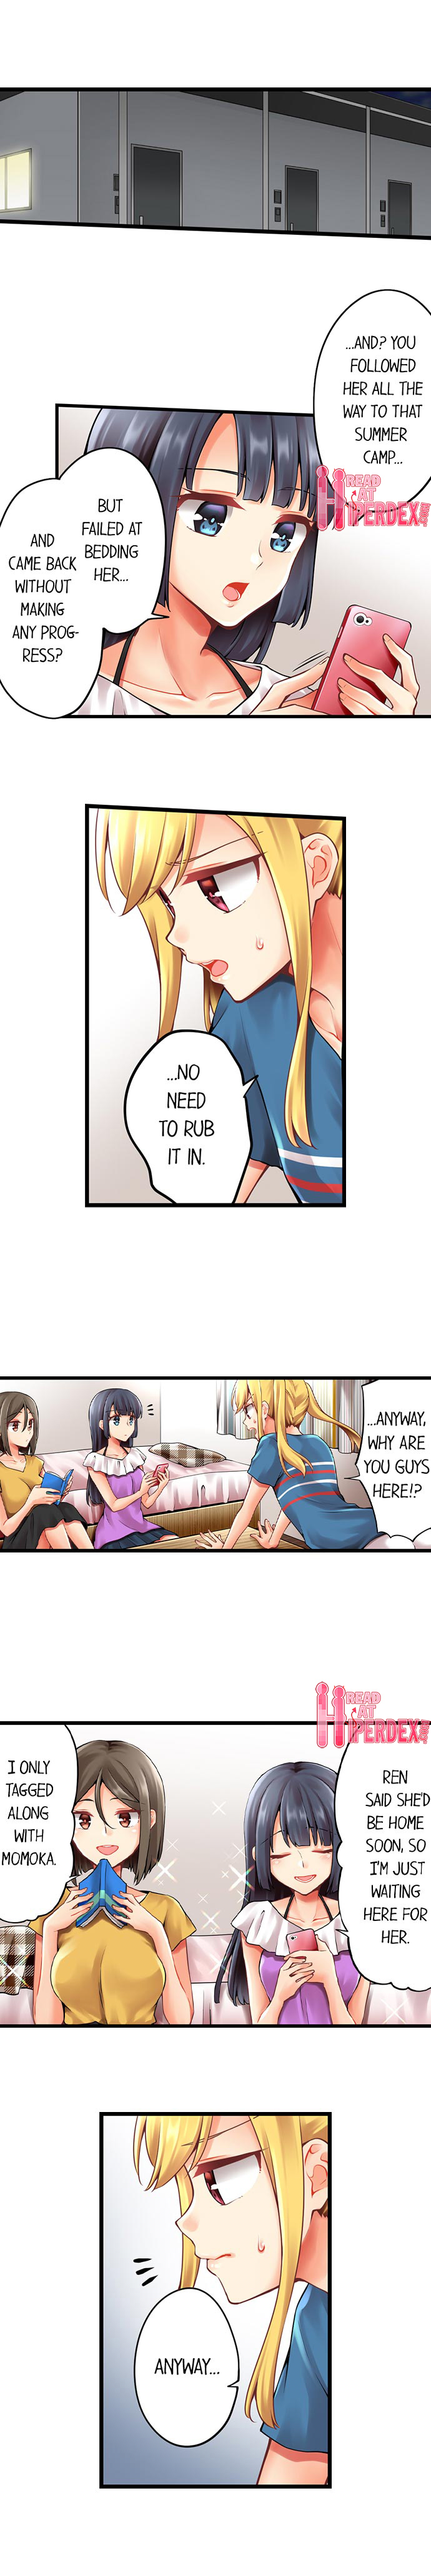 ...AND? YOU
FOLLOWED
HER ALL THE
WAY TO THAT
SUMMER
CAMP...
READ
AT
HIPERDEX.COM
BUT
FAILED AT
BEDDING
HER...
AND
CAME BACK
WITHOUT
MAKING
ANY PROG-
RESS?
...NO
NEED
TO RUB
IT IN.
...ANYWAY,
WHY ARE
YOU GUYS
HERE!?
READ
AT
HIPERDEX.COM
REN
SAID SHE'D
BE HOME
SOON, SO
I'M JUST
WAITING
HERE FOR
HER.
I ONLY
TAGGED
ALONG
WITH
MOMOKA.
ANYWAY...